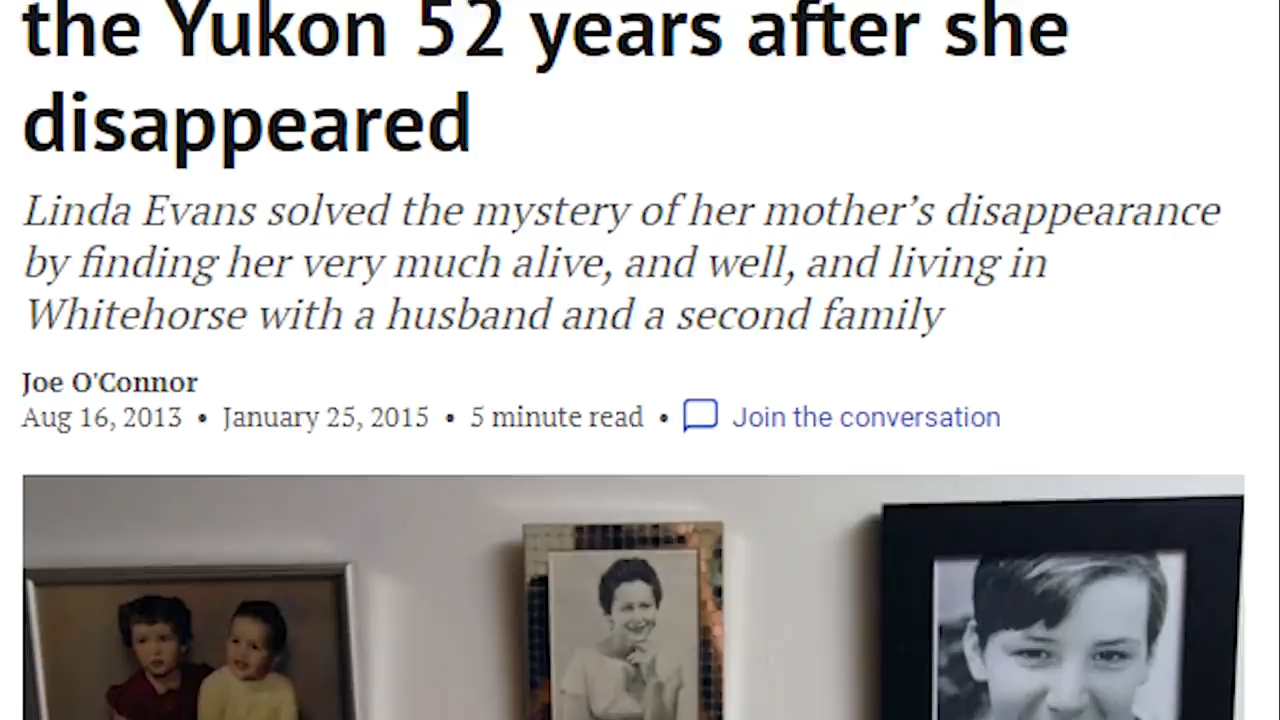 the Yukon 52 years after she
disappeared
Linda Evans solved the mystery of her mother’s disappearance
by finding her very much alive, and well, and living in
Whitehorse with a husband and a second family
Joe O'Connor
Aug 16, 2013 • January 25, 2015 • 5 minute read • Join the conversation